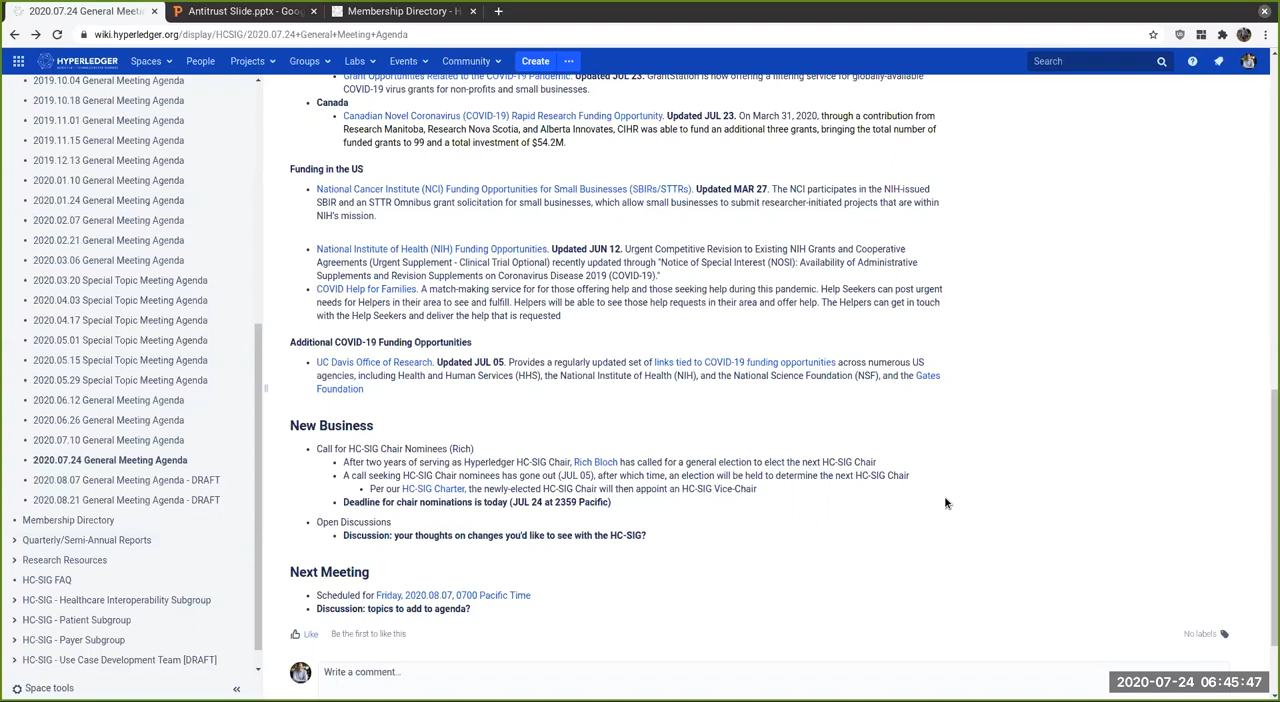 2020.07.24 General Meeti
Antitrust Slide.pptx - Goo
Membership Directory - H
wiki.hyperledger.org/display/HCSIG/2020.07.24+General+Meeting+Agenda
HYPERLEDGER Spaces People Projects Groups Labs Events Community Create Search
2019.10.04 General Meeting Agenda
2019.10.18 General Meeting Agenda
2019.11.01 General Meeting Agenda
2019.11.15 General Meeting Agenda
2019.12.13 General Meeting Agenda
2020.01.10 General Meeting Agenda
2020.01.24 General Meeting Agenda
2020.02.07 General Meeting Agenda
2020.02.21 General Meeting Agenda
2020.03.06 General Meeting Agenda
2020.03.20 Special Topic Meeting Agenda
2020.04.03 Special Topic Meeting Agenda
2020.04.17 Special Topic Meeting Agenda
2020.05.01 Special Topic Meeting Agenda
2020.05.15 Special Topic Meeting Agenda
2020.05.29 Special Topic Meeting Agenda
2020.06.12 General Meeting Agenda
2020.06.26 General Meeting Agenda
2020.07.10 General Meeting Agenda
2020.07.24 General Meeting Agenda
2020.08.07 General Meeting Agenda - DRAFT
2020.08.21 General Meeting Agenda - DRAFT
Membership Directory
Quarterly/Semi-Annual Reports
Research Resources
HC-SIG FAQ
HC-SIG - Healthcare Interoperability Subgroup
HC-SIG - Patient Subgroup
HC-SIG - Payer Subgroup
HC-SIG - Use Case Development Team [DRAFT]
Space tools
Grant Opportunities Related to the COVID-19 Pandemic. Updated JUL 23. GrantStation is now offering a filtering service for globally-available
COVID-19 virus grants for non-profits and small businesses.
Canada
Canadian Novel Coronavirus (COVID-19) Rapid Research Funding Opportunity. Updated JUL 23. On March 31, 2020, through a contribution from
Research Manitoba, Research Nova Scotia, and Alberta Innovates, CIHR was able to fund an additional three grants, bringing the total number of
funded grants to 99 and a total investment of $54.2M.
Funding in the US
National Cancer Institute (NCI) Funding Opportunities for Small Businesses (SBIRs/STTRs). Updated MAR 27. The NCI participates in the NIH-issued
SBIR and an STTR Omnibus grant solicitation for small businesses, which allow small businesses to submit researcher-initiated projects that are within
NIH's mission.
National Institute of Health (NIH) Funding Opportunities. Updated JUN 12. Urgent Competitive Revision to Existing NIH Grants and Cooperative
Agreements (Urgent Supplement - Clinical Trial Optional) recently updated through "Notice of Special Interest (NOSI): Availability of Administrative
Supplements and Revision Supplements on Coronavirus Disease 2019 (COVID-19)."
COVID Help for Families. A match-making service for for those offering help and those seeking help during this pandemic. Help Seekers can post urgent
needs for Helpers in their area to see and fulfill. Helpers will be able to see those help requests in their area and offer help. The Helpers can get in touch
with the Help Seekers and deliver the help that is requested
Additional COVID-19 Funding Opportunities
UC Davis Office of Research. Updated JUL 05. Provides a regularly updated set of links tied to COVID-19 funding opportunities across numerous US
agencies, including Health and Human Services (HHS), the National Institute of Health (NIH), and the National Science Foundation (NSF), and the Gates
Foundation
New Business
Call for HC-SIG Chair Nominees (Rich)
After two years of serving as Hyperledger HC-SIG Chair, Rich Bloch has called for a general election to elect the next HC-SIG Chair
A call seeking HC-SIG Chair nominees has gone out (JUL 05), after which time, an election will be held to determine the next HC-SIG Chair
Per our HC-SIG Charter, the newly-elected HC-SIG Chair will then appoint an HC-SIG Vice-Chair
Deadline for chair nominations is today (JUL 24 at 2359 Pacific)
Open Discussions
Discussion: your thoughts on changes you'd like to see with the HC-SIG?
Next Meeting
Scheduled for Friday, 2020.08.07, 0700 Pacific Time
Discussion: topics to add to agenda?
Like Be the first to like this No labels
Write a comment...
2020-07-24 06:45:47